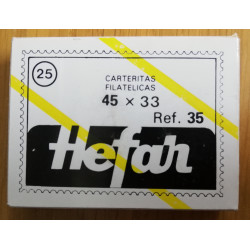 25
CARTERITAS
FILATELICAS
45 x 33
Ref. 35
Hefar